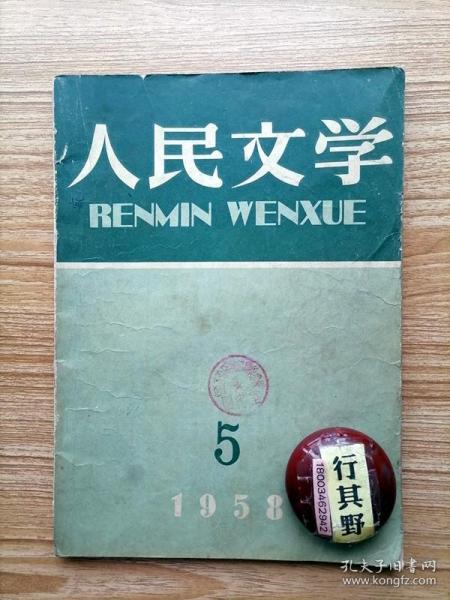 人民文学
RENMIN WENXUE
5
1958
行其野
18003462942
孔夫子旧书网
www.kongfz.com